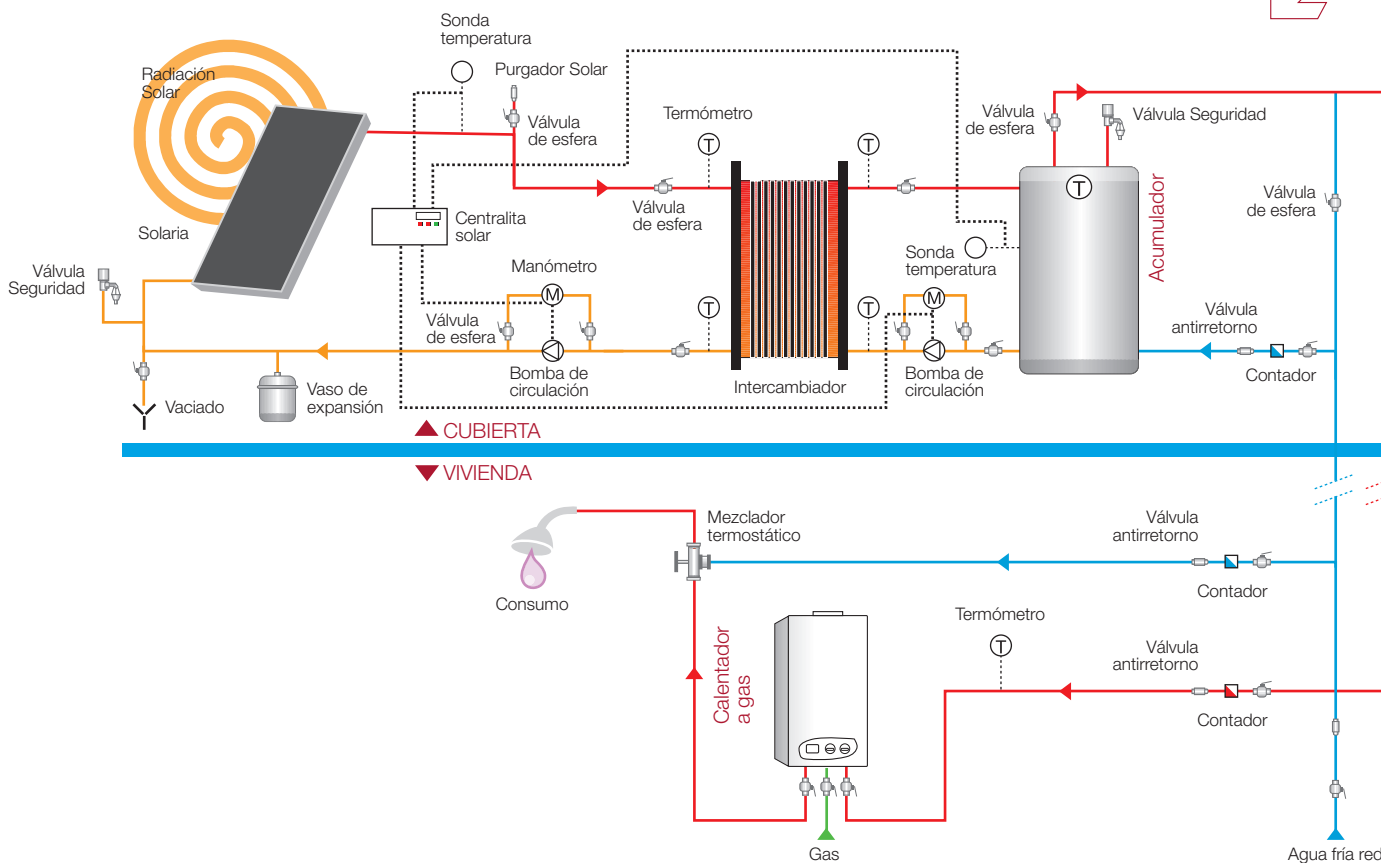 Sonda
temperatura
Radiación
Solar
Purgador Solar
Válvula
de esfera
Termómetro
T
T
Válvula
de esfera
Válvula Seguridad
T
Válvula
de esfera
Centralita
solar
Válvula
de esfera
Solaria
Acumulador
Sonda
temperatura
Válvula
Seguridad
Manómetro
M
M
Válvula
de esfera
T
T
Válvula
antirretorno
Contador
Bomba de
circulación
Intercambiador
Bomba de
circulación
Vaso de
expansión
Vaciado
CUBIERTA
VIVIENDA
Mezclador
termostático
Válvula
antirretorno
Contador
Consumo
Termómetro
T
Válvula
antirretorno
Contador
Calentador
a gas
Gas
Agua fría red